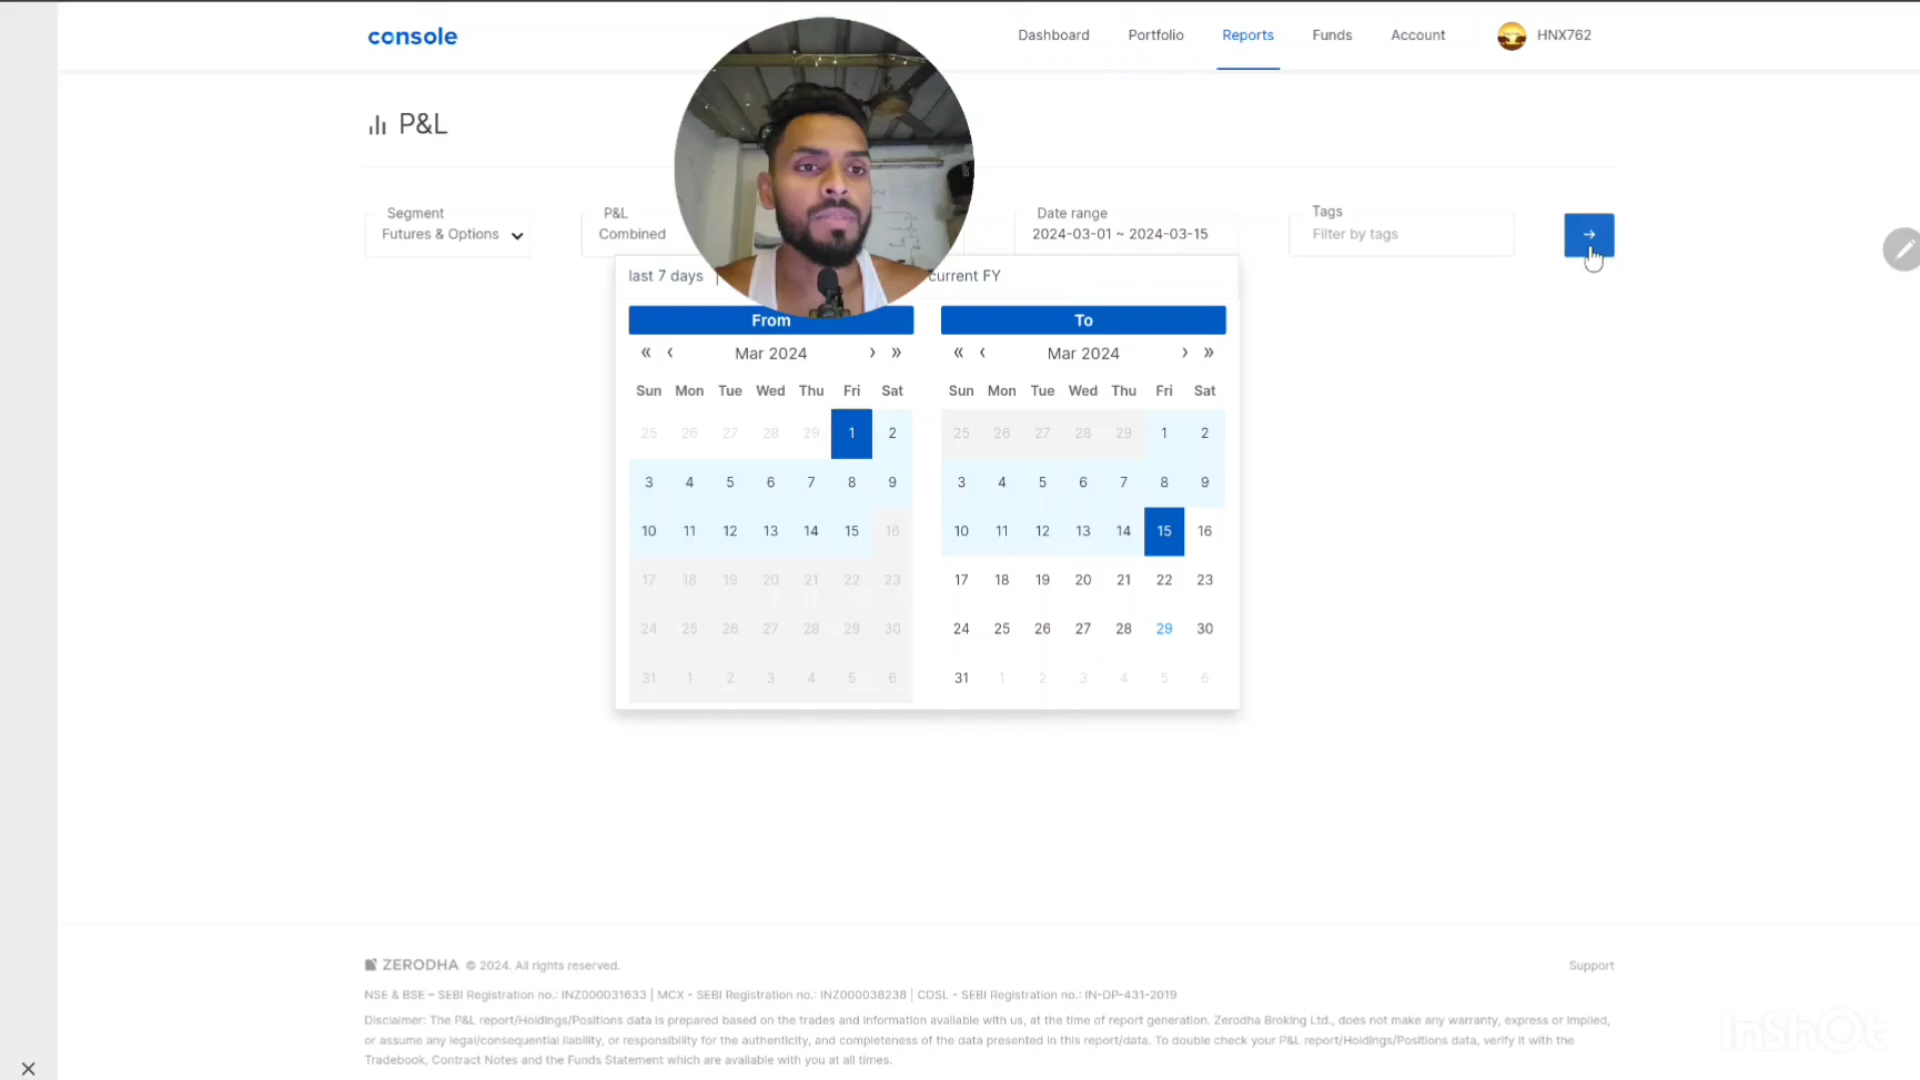 console
Dashboard
Portfolio
Reports
Funds
Account
HNX762
P&L
Segment
Futures & Options
P&L
Combined
Date range
2024-03-01 ~ 2024-03-15
Tags
Filter by tags
→
last 7 days |
current FY
From
To
« ‹ Mar 2024 › »
« ‹ Mar 2024 › »
Sun Mon Tue Wed Thu Fri Sat
Sun Mon Tue Wed Thu Fri Sat
25 26 27 28 29 1 2
25 26 27 28 29 1 2
3 4 5 6 7 8 9
3 4 5 6 7 8 9
10 11 12 13 14 15 16
10 11 12 13 14 15 16
17 18 19 20 21 22 23
17 18 19 20 21 22 23
24 25 26 27 28 29 30
24 25 26 27 28 29 30
31 1 2 3 4 5 6
31 1 2 3 4 5 6
ZERODHA © 2024. All rights reserved.
Support
NSE & BSE – SEBI Registration no.: INZ000031633 | MCX - SEBI Registration no.: INZ000038238 | CDSL - SEBI Registration no.: IN-DP-431-2019
Disclaimer: The P&L report/Holdings/Positions data is prepared based on the trades and information available with us, at the time of report generation. Zerodha Broking Ltd., does not make any warranty, express or implied,
or assume any legal/consequential liability, or responsibility for the authenticity, and completeness of the data presented in this report/data. To double check your P&L report/Holdings/Positions data, verify it with the
Tradebook, Contract Notes and the Funds Statement which are available with you at all times.
InShOt